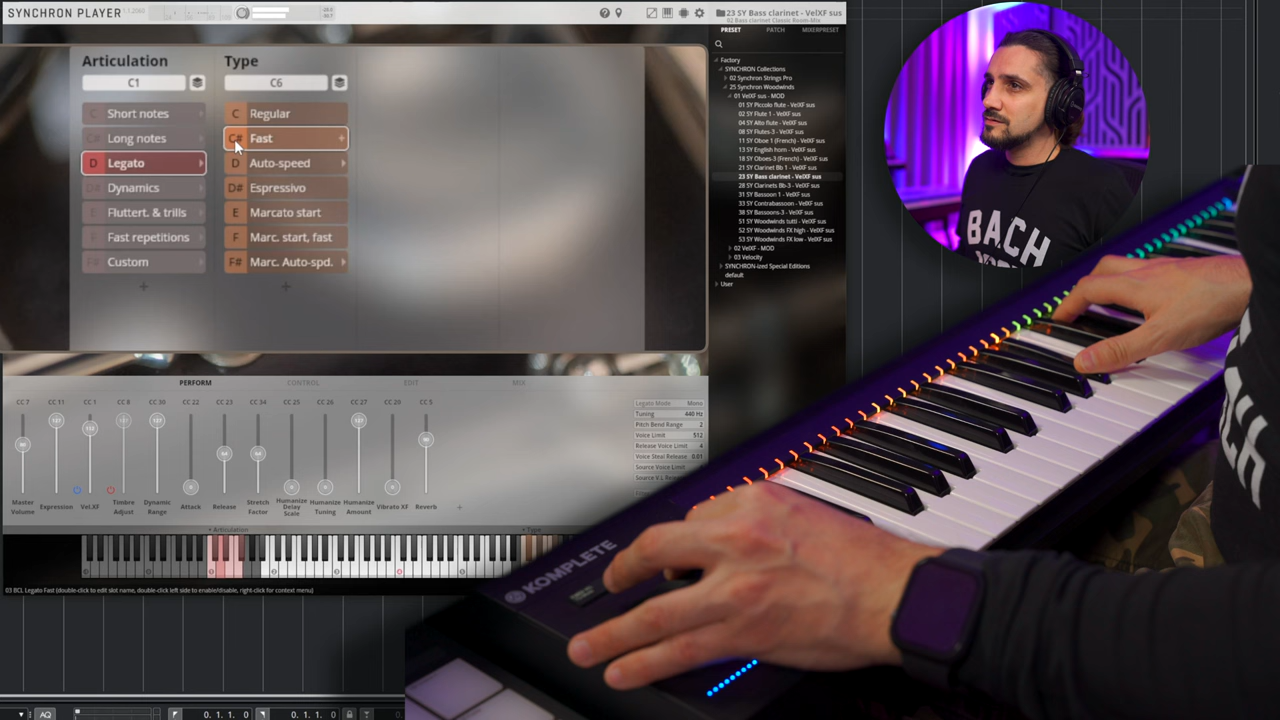 SYNCHRON PLAYER
23 SY Bass clarinet - VelXF sus
02 Bass clarinet Classic Room-Mix
PRESET PATCH MIXERPRESET
Factory
SYNCHRON Collections
02 Synchron Strings Pro
25 Synchron Woodwinds
01 VelXF sus - MOD
01 SY Piccolo flute - VelXF sus
02 SY Flute 1 - VelXF sus
04 SY Alto flute - VelXF sus
08 SY Flutes-3 - VelXF sus
11 SY Oboe 1 (French) - VelXF sus
13 SY English horn - VelXF sus
18 SY Oboes-3 (French) - VelXF sus
21 SY Clarinet Bb 1 - VelXF sus
23 SY Bass clarinet - VelXF sus
28 SY Clarinets Bb-3 - VelXF sus
31 SY Bassoon 1 - VelXF sus
33 SY Contrabassoon - VelXF sus
38 SY Bassoons-3 - VelXF sus
51 SY Woodwinds tutti - VelXF sus
52 SY Woodwinds FX high - VelXF sus
53 SY Woodwinds FX low - VelXF sus
02 VelXF - MOD
03 Velocity
SYNCHRON-ized Special Editions
default
User
Articulation Type
C1 C6
C Short notes C Regular
C# Long notes C# Fast +
D Legato D Auto-speed
D# Dynamics D# Espressivo
E Fluttert. & trills E Marcato start
F Fast repetitions F Marc. start, fast
F# Custom F# Marc. Auto-spd.
+ +
PERFORM CONTROL EDIT MIX
CC 7 CC 11 CC 1 CC 8 CC 30 CC 22 CC 23 CC 24 CC 25 CC 26 CC 27 CC 20 CC 5
Master Volume
Expression
Vel.XF
Timbre Adjust
Dynamic Range
Attack
Release
Stretch Factor
Humanize Delay Scale
Humanize Tuning
Humanize Amount
Vibrato XF
Reverb
+
Legato Mode Mono
Tuning 440 Hz
Pitch Bend Range 2
Voice Limit 512
Release Voice Limit 4
Voice Steal Release 0.01
Source Voice Limit
Articulation Type
03 BCL Legato Fast (double-click to edit slot name, double-click left side to enable/disable, right-click for context menu)
AQ 0. 1. 1. 0 0. 1. 1. 0
BACH
KOMPLETE